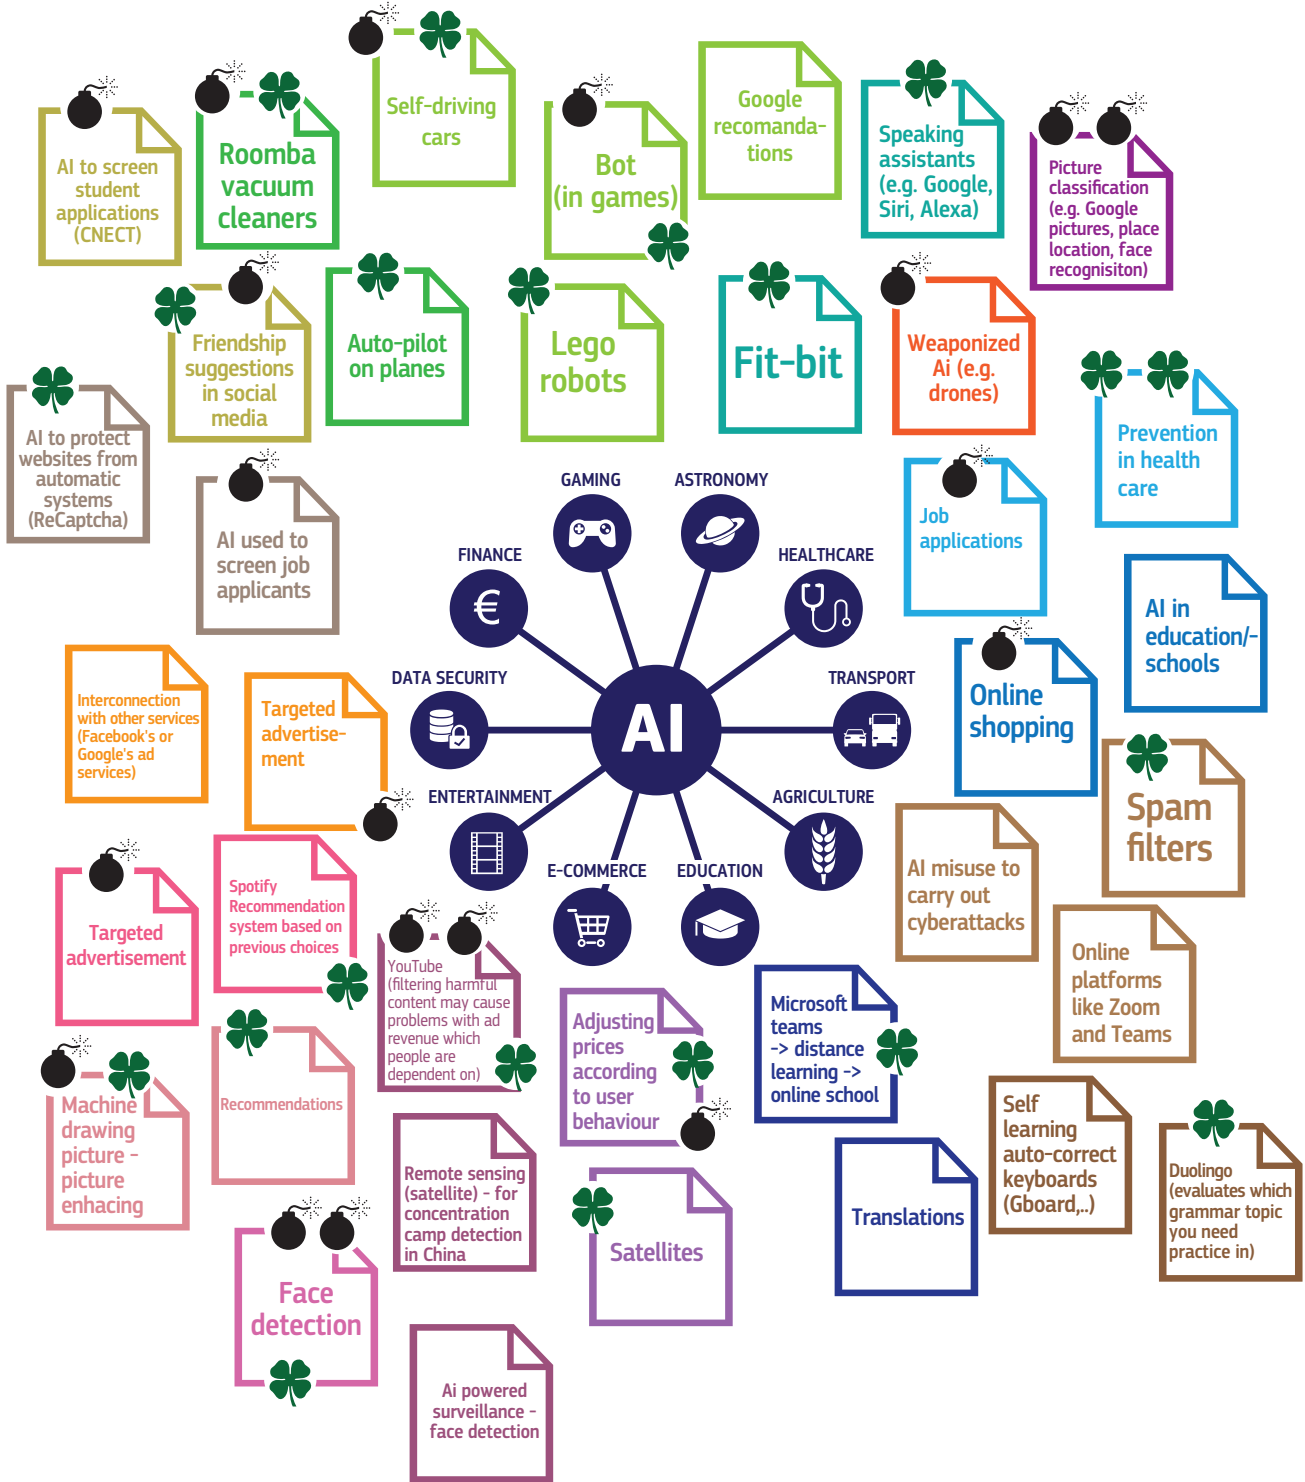 Self-driving
cars
Google
recomanda-
tions
Speaking
assistants
(e.g. Google,
Siri, Alexa)
AI to screen
student
applications
(CNECT)
Roomba
vacuum
cleaners
Bot
(in games)
Picture
classification
(e.g. Google
pictures, place
location, face
recognisiton)
Friendship
suggestions
in social
media
Auto-pilot
on planes
Lego
robots
Fit-bit
Weaponized
Ai (e.g.
drones)
AI to protect
websites from
automatic
systems
(ReCaptcha)
Prevention
in health
care
AI used to
screen job
applicants
Job
applications
GAMING
ASTRONOMY
FINANCE
€
HEALTHCARE
DATA SECURITY
TRANSPORT
AI
ENTERTAINMENT
AGRICULTURE
E-COMMERCE
EDUCATION
AI in
education/-
schools
Interconnection
with other services
(Facebook's or
Google's ad
services)
Targeted
advertise-
ment
Online
shopping
Spam
filters
AI misuse to
carry out
cyberattacks
Targeted
advertisement
Spotify
Recommendation
system based on
previous choices
YouTube
(filtering harmful
content may cause
problems with ad
revenue which
people are
dependent on)
Adjusting
prices
according
to user
behaviour
Microsoft
teams
-> distance
learning ->
online school
Online
platforms
like Zoom
and Teams
Machine
drawing
picture -
picture
enhacing
Recommendations
Remote sensing
(satellite) - for
concentration
camp detection
in China
Satellites
Translations
Self
learning
auto-correct
keyboards
(Gboard,..)
Duolingo
(evaluates which
grammar topic
you need
practice in)
Face
detection
Ai powered
surveillance -
face detection